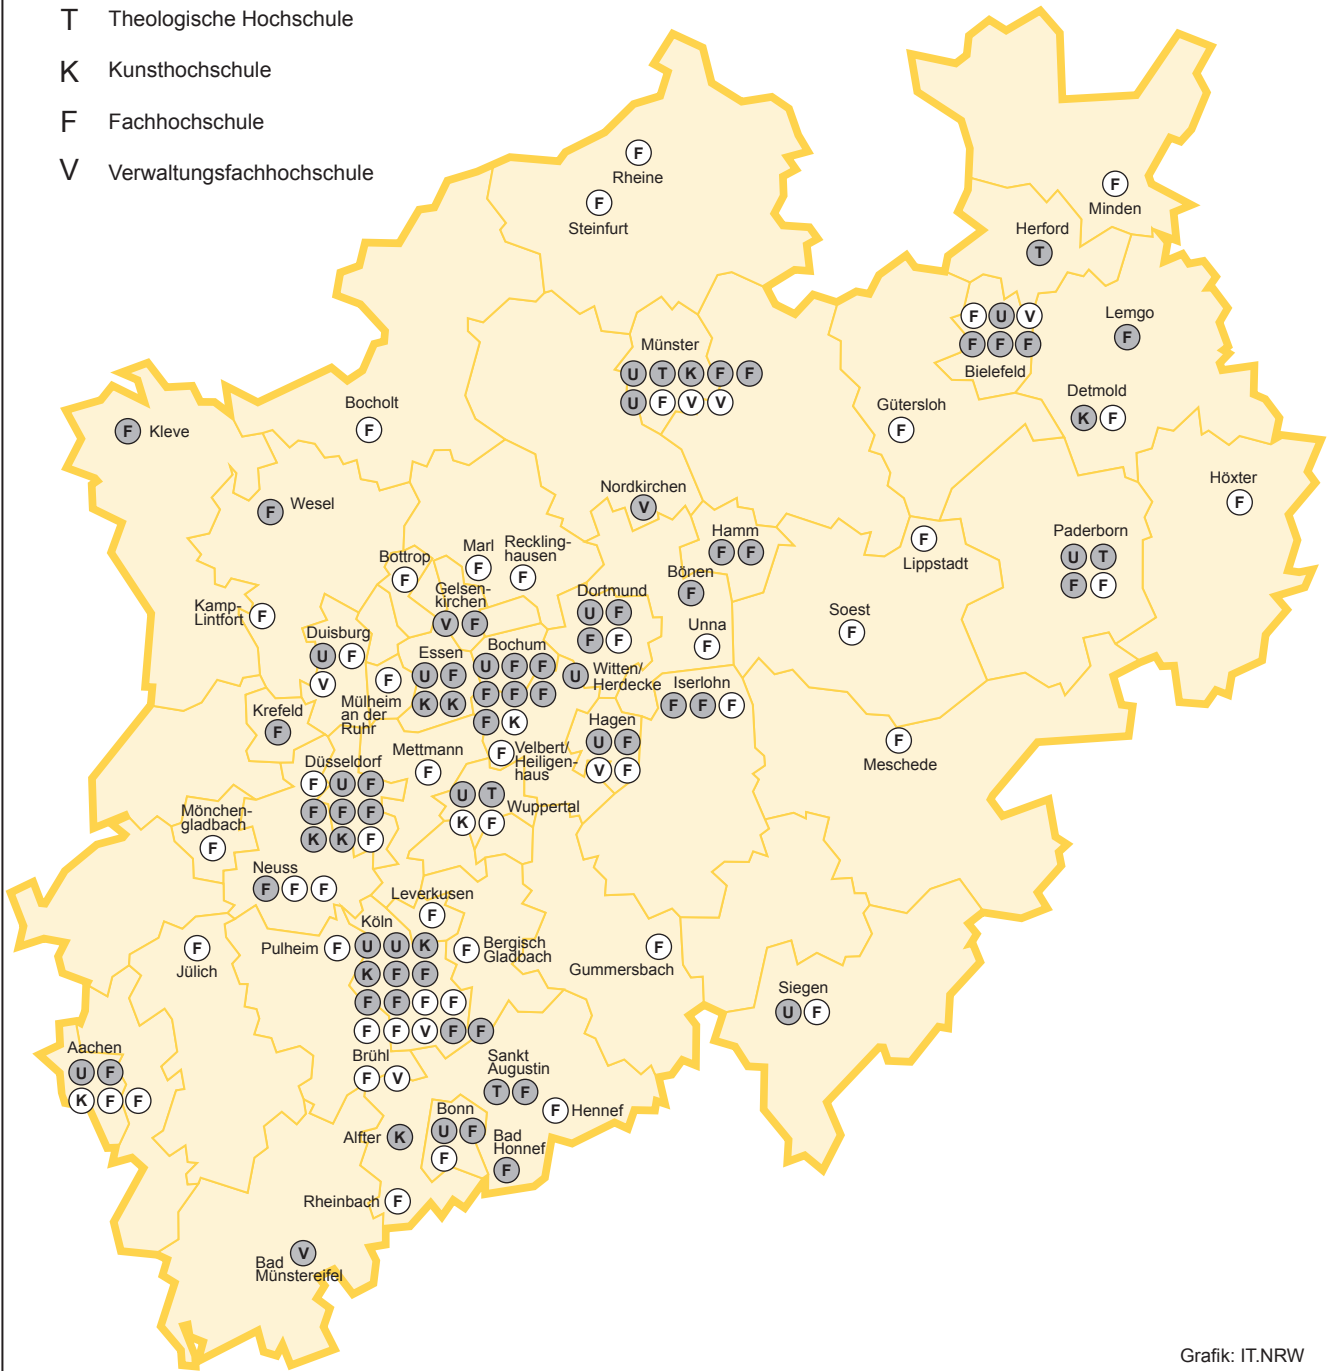 T Theologische Hochschule
K Kunsthochschule
F Fachhochschule
V Verwaltungsfachhochschule
F
Rheine
F
Steinfurt
F
Minden
Herford
T
F U V
F F F
Bielefeld
Lemgo
F
Münster
U T K F F
U F V V
Detmold
K F
Bocholt
F
Gütersloh
F
F Kleve
Höxter
F
F Wesel
Nordkirchen
V
Hamm
F F
F
Lippstadt
Paderborn
U T
F F
Bottrop
F
Marl
F
Reckling-
hausen
F
Gelsen-
kirchen
V F
Bönen
F
Dortmund
U F
F F
Kamp-
Lintfort F
Unna
F
Soest
F
Duisburg
U F
V
F
Mülheim
an der
Ruhr
Essen
U F
K K
Bochum
U F F
F F F
F K
U Witten/
Herdecke
Iserlohn
F F F
Krefeld
F
Hagen
U F
V F
F
Meschede
Mettmann
F
F Velbert/
Heiligen-
haus
Düsseldorf
F U F
F F F
K K F
U T
K F
Wuppertal
Mönchen-
gladbach
F
Neuss
F F F
Leverkusen
F
Köln
U U K
K F F
F F F F
F F V F F
Pulheim F
F Bergisch
Gladbach
F
Gummersbach
F
Jülich
Siegen
U F
Aachen
U F
K F F
Brühl
F V
Sankt
Augustin
T F
F Hennef
Alfter K
Bonn
U F
F
Bad
Honnef
F
Rheinbach F
V
Bad
Münstereifel
Grafik: IT.NRW